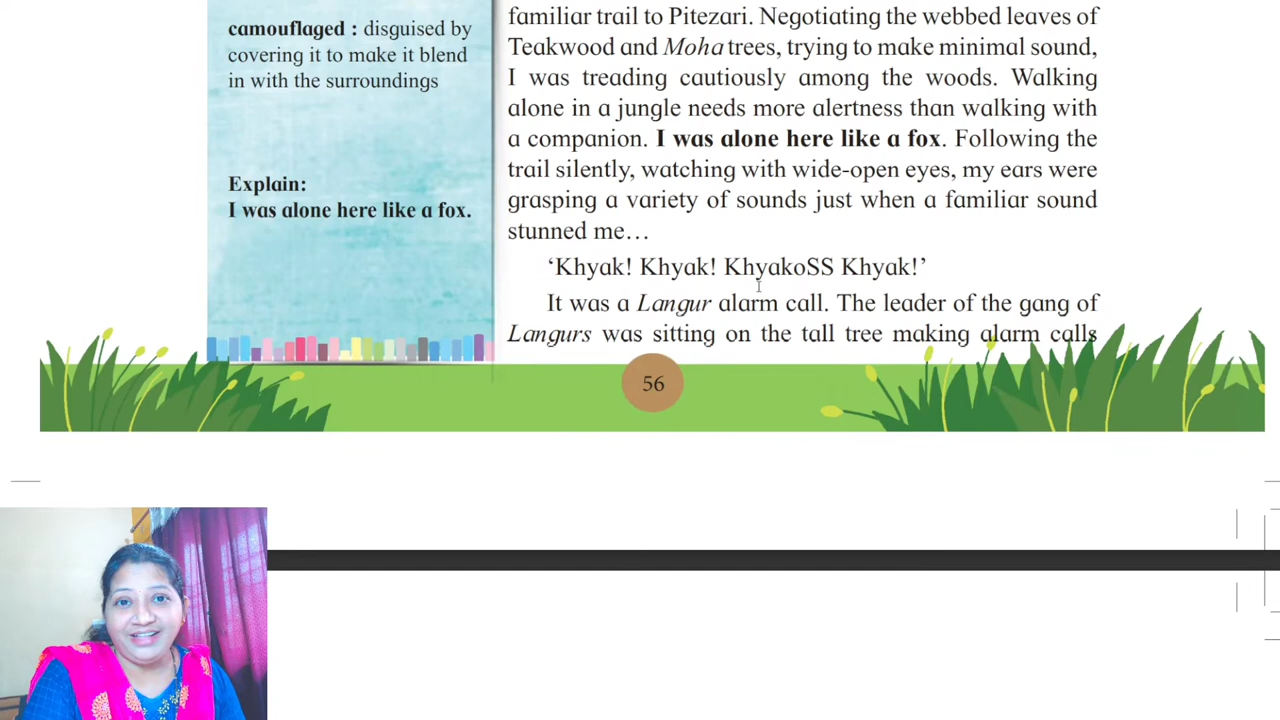 camouflaged : disguised by
covering it to make it blend
in with the surroundings
Explain:
I was alone here like a fox.
familiar trail to Pitezari. Negotiating the webbed leaves of
Teakwood and Moha trees, trying to make minimal sound,
I was treading cautiously among the woods. Walking
alone in a jungle needs more alertness than walking with
a companion. I was alone here like a fox. Following the
trail silently, watching with wide-open eyes, my ears were
grasping a variety of sounds just when a familiar sound
stunned me…
‘Khyak! Khyak! KhyakoSS Khyak!’
It was a Langur alarm call. The leader of the gang of
Langurs was sitting on the tall tree making alarm calls
56